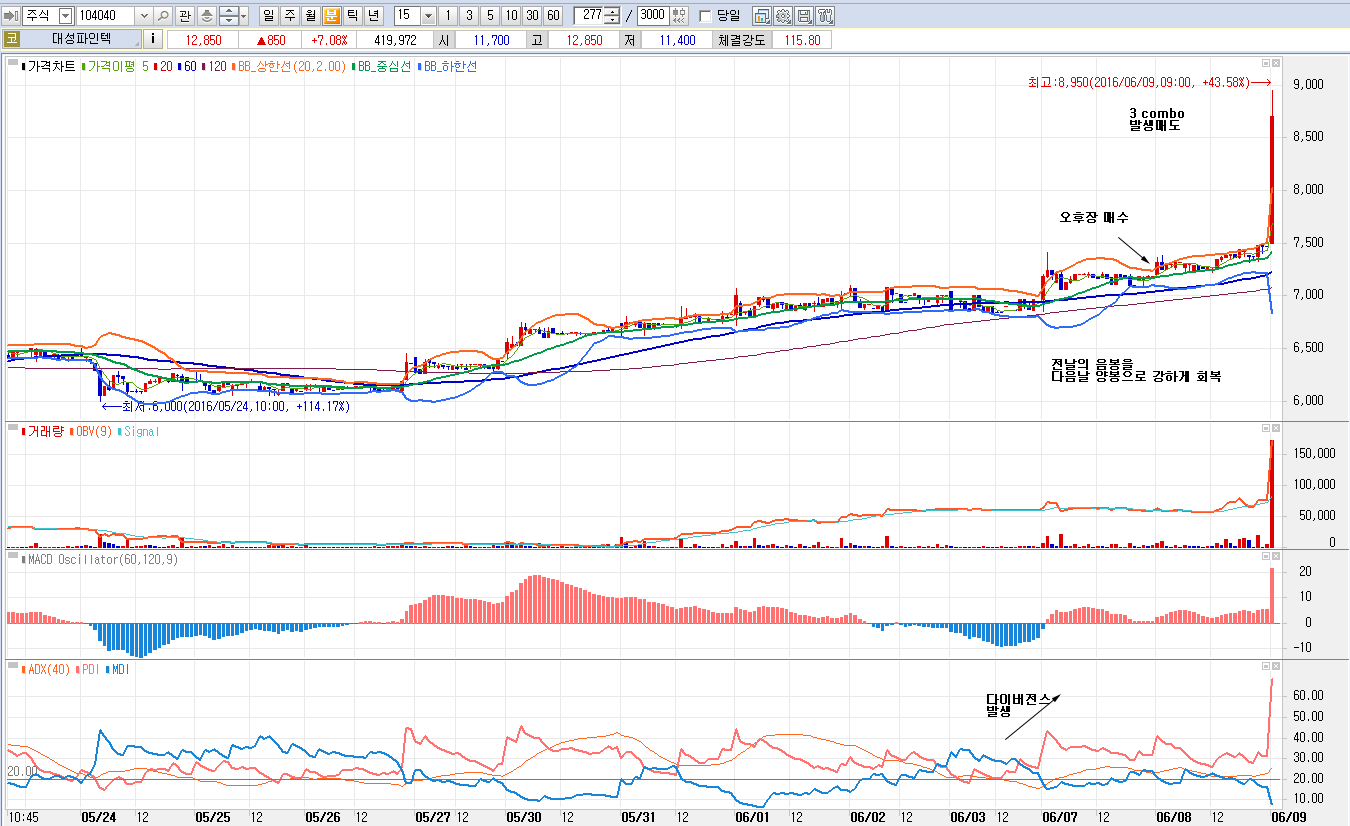 주식 104040 관 일 주 월 분 틱 년 15 1 3 5 10 30 60 277 / 3000 당일
코 대성파인텍 i 12,850 ▲850 +7.08% 419,972 시 11,700 고 12,850 저 11,400 체결강도 115.80
가격차트 가격이평 5 20 60 120 BB_상한선(20,2.00) BB_중심선 BB_하한선
최고:8,950(2016/06/09,09:00, +43.58%)
9,000
3 combo
발생매도
8,500
8,000
오후장 매수
7,500
7,000
6,500
전날의 음봉을
다음날 양봉으로 강하게 회복
6,000
최저:6,000(2016/05/24,10:00, +114.17%)
거래량 OBV(9) Signal
150,000
100,000
50,000
0
MACD Oscillator(60,120,9)
20
10
0
-10
ADX(40) PDI MDI
다이버전스
발생
60.00
50.00
40.00
30.00
20.00 20.00
10.00
10:45 05/24 12 05/25 12 05/26 12 05/27 12 05/30 12 05/31 12 06/01 12 06/02 12 06/03 12 06/07 12 06/08 12 06/09